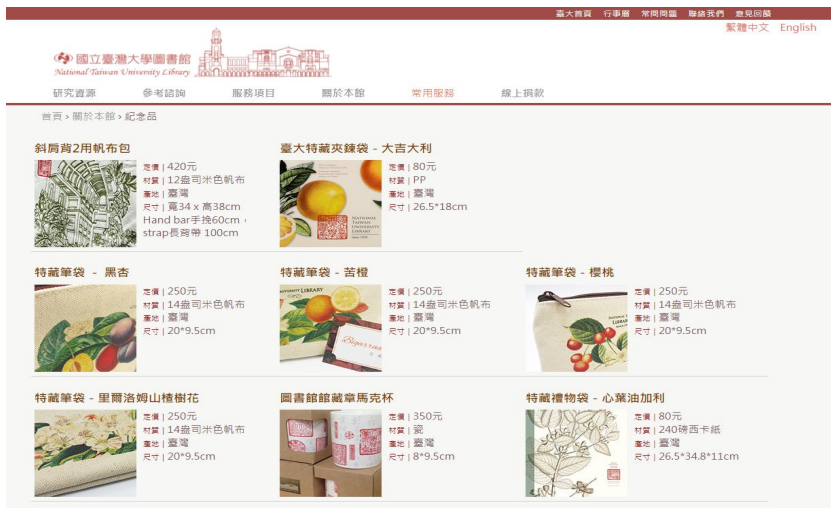 臺大首頁 行事曆 常問問題 聯絡我們 意見回饋
繁體中文 English
國立臺灣大學圖書館
National Taiwan University Library
研究資源 參考諮詢 服務項目 關於本館 常用服務 線上捐款
首頁 › 關於本館 › 紀念品
斜肩背2用帆布包
定價 | 420元
材質 | 12盎司米色帆布
產地 | 臺灣
尺寸 | 寬34 x 高38cm
Hand bar手挽60cm，
strap長背帶 100cm
臺大特藏夾鍊袋 - 大吉大利
NATIONAL
TAIWAN
UNIVERSITY
LIBRARY
定價 | 80元
材質 | PP
產地 | 臺灣
尺寸 | 26.5*18cm
特藏筆袋 - 黑杏
定價 | 250元
材質 | 14盎司米色帆布
產地 | 臺灣
尺寸 | 20*9.5cm
特藏筆袋 - 苦橙
UNIVERSITY LIBRARY
定價 | 250元
材質 | 14盎司米色帆布
產地 | 臺灣
尺寸 | 20*9.5cm
特藏筆袋 - 櫻桃
定價 | 250元
材質 | 14盎司米色帆布
產地 | 臺灣
尺寸 | 20*9.5cm
特藏筆袋 - 里爾洛姆山楂樹花
定價 | 250元
材質 | 14盎司米色帆布
產地 | 臺灣
尺寸 | 20*9.5cm
圖書館館藏章馬克杯
定價 | 350元
材質 | 瓷
產地 | 臺灣
尺寸 | 8*9.5cm
特藏禮物袋 - 心葉油加利
定價 | 80元
材質 | 240磅西卡紙
產地 | 臺灣
尺寸 | 26.5*34.8*11cm